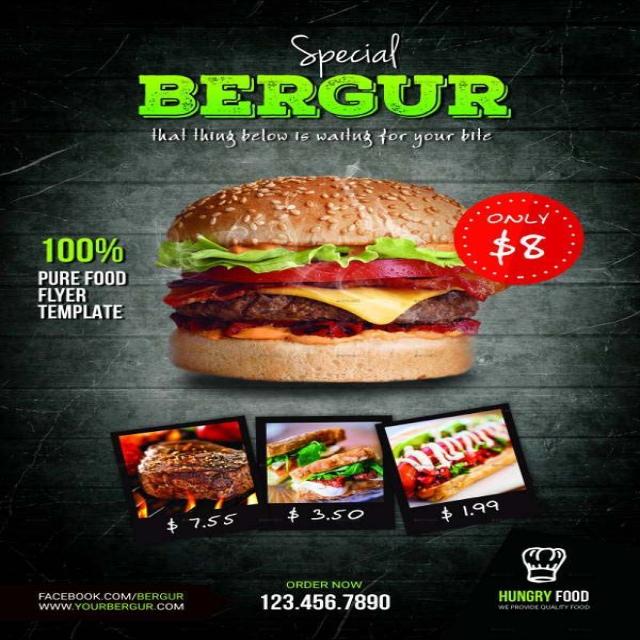 Special
BERGUR
that thing below is waitng for your bite
ONLY
$8
100%
PURE FOOD
FLYER
TEMPLATE
$ 7.55
$ 3.50
$ 1.99
FACEBOOK.COM/BERGUR
WWW.YOURBERGUR.COM
ORDER NOW
123.456.7890
HUNGRY FOOD
WE PROVIDE QUALITY FOOD